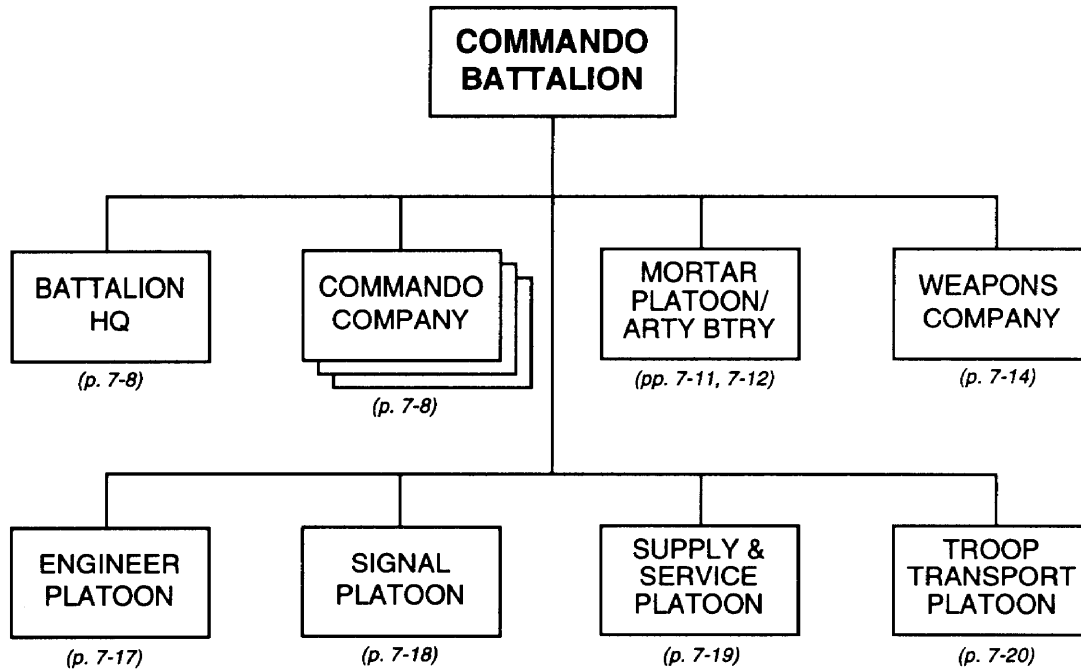 COMMANDO
BATTALION
BATTALION
HQ
(p. 7-8)
COMMANDO
COMPANY
(p. 7-8)
MORTAR
PLATOON/
ARTY BTRY
(pp. 7-11, 7-12)
WEAPONS
COMPANY
(p. 7-14)
ENGINEER
PLATOON
(p. 7-17)
SIGNAL
PLATOON
(p. 7-18)
SUPPLY &
SERVICE
PLATOON
(p. 7-19)
TROOP
TRANSPORT
PLATOON
(p. 7-20)